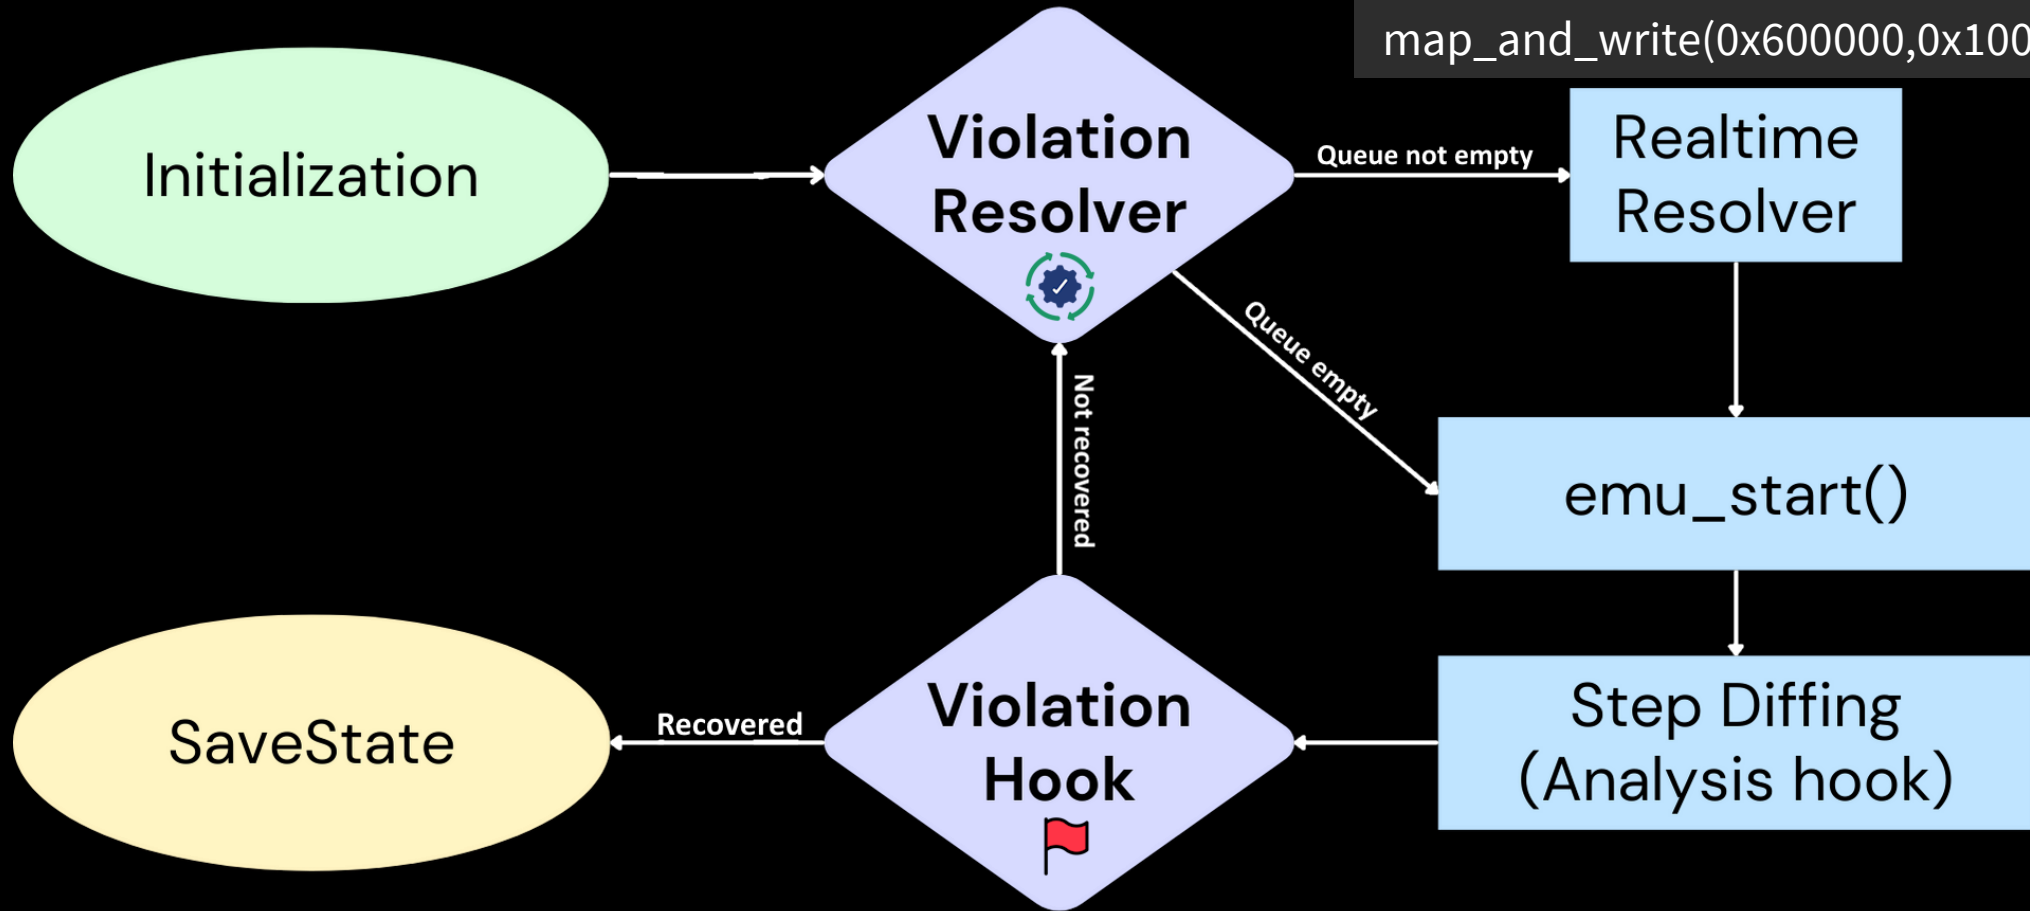 map_and_write(0x600000,0x100
Initialization
Violation
Resolver
Queue not empty
Realtime
Resolver
Queue empty
Not recovered
emu_start()
SaveState
Recovered
Violation
Hook
Step Diffing
(Analysis hook)